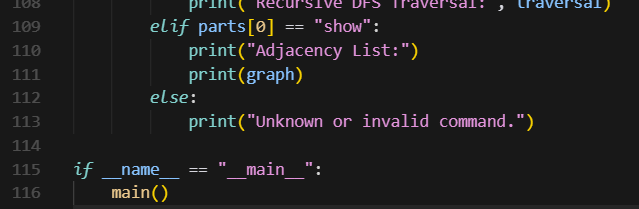 108 print("Recursive DFS Traversal:", traversal)
109 elif parts[0] == "show":
110 print("Adjacency List:")
111 print(graph)
112 else:
113 print("Unknown or invalid command.")
114
115 if __name__ == "__main__":
116 main()